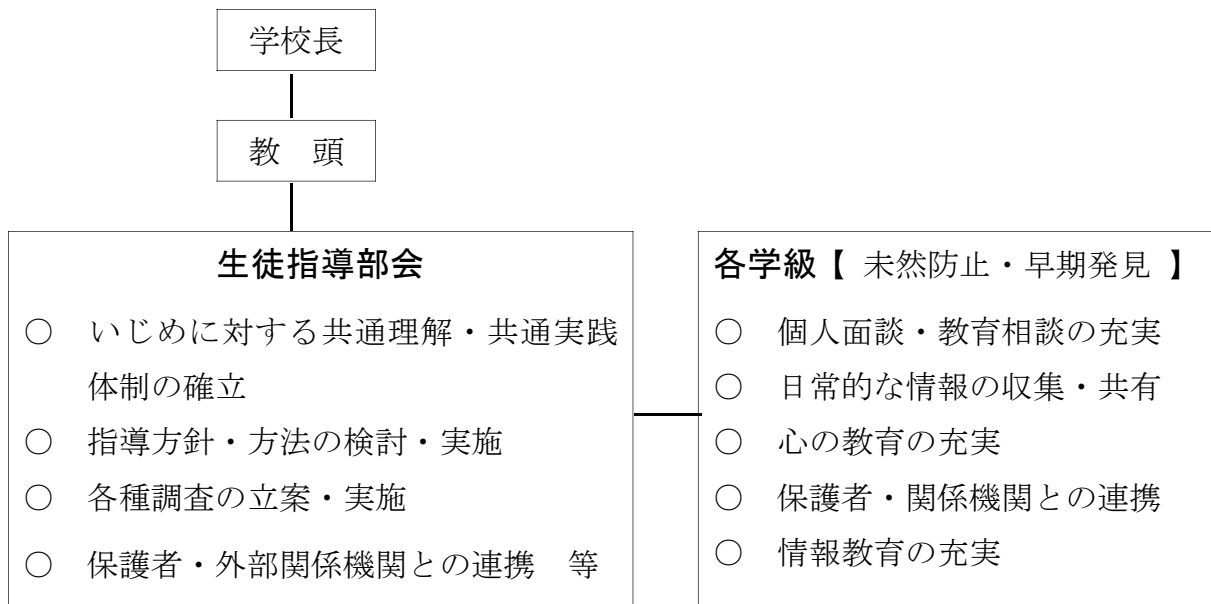 学校長
教　頭
生徒指導部会
○　いじめに対する共通理解・共通実践
体制の確立
○　指導方針・方法の検討・実施
○　各種調査の立案・実施
○　保護者・外部関係機関との連携　等
各学級【 未然防止・早期発見 】
○　個人面談・教育相談の充実
○　日常的な情報の収集・共有
○　心の教育の充実
○　保護者・関係機関との連携
○　情報教育の充実